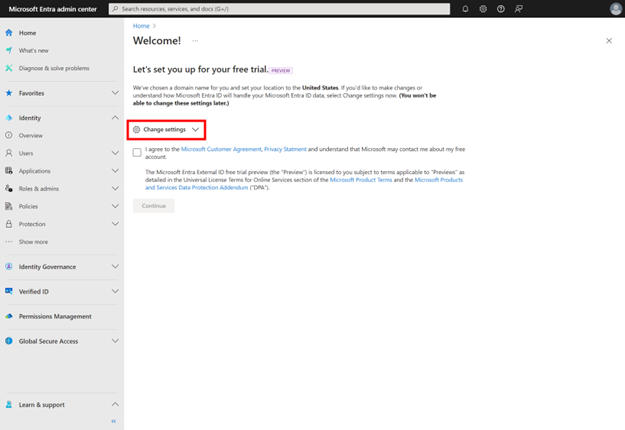 Microsoft Entra admin center
Search resources, services, and docs (G+/)
Home
What's new
Diagnose & solve problems
Favorites
Identity
Overview
Users
Applications
Roles & admins
Policies
Protection
Show more
Identity Governance
Verified ID
Permissions Management
Global Secure Access
Learn & support
Home
Welcome!
Let's set you up for your free trial. PREVIEW
We've chosen a domain name for you and set your location to the United States. If you'd like to make changes or
understand how Microsoft Entra ID will handle your Microsoft Entra ID data, select Change settings now. (You won't be
able to change these settings later.)
Change settings
I agree to the Microsoft Customer Agreement, Privacy Statment and understand that Microsoft may contact me about my free
account.
The Microsoft Entra External ID free trial preview (the "Preview") is licensed to you subject to terms applicable to "Previews" as
detailed in the Universal License Terms for Online Services section of the Microsoft Product Terms and the Microsoft Products
and Services Data Protection Addendum ("DPA").
Continue